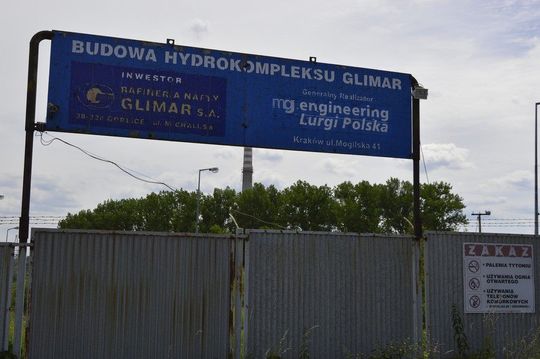 BUDOWA HYDROKOMPLEKSU GLIMAR
INWESTOR
RAFINERIA NAFTY
GLIMAR S.A.
38-320 GORLICE ul. MICHALUSA
Generalny Realizator
mg engineering
Lurgi Polska
Kraków ul.Mogilska 41
ZAKAZ
• PALENIA TYTONIU
• UŻYWANIA OGNIA
OTWARTEGO
• UŻYWANIA
TELEFONÓW
KOMÓRKOWYCH